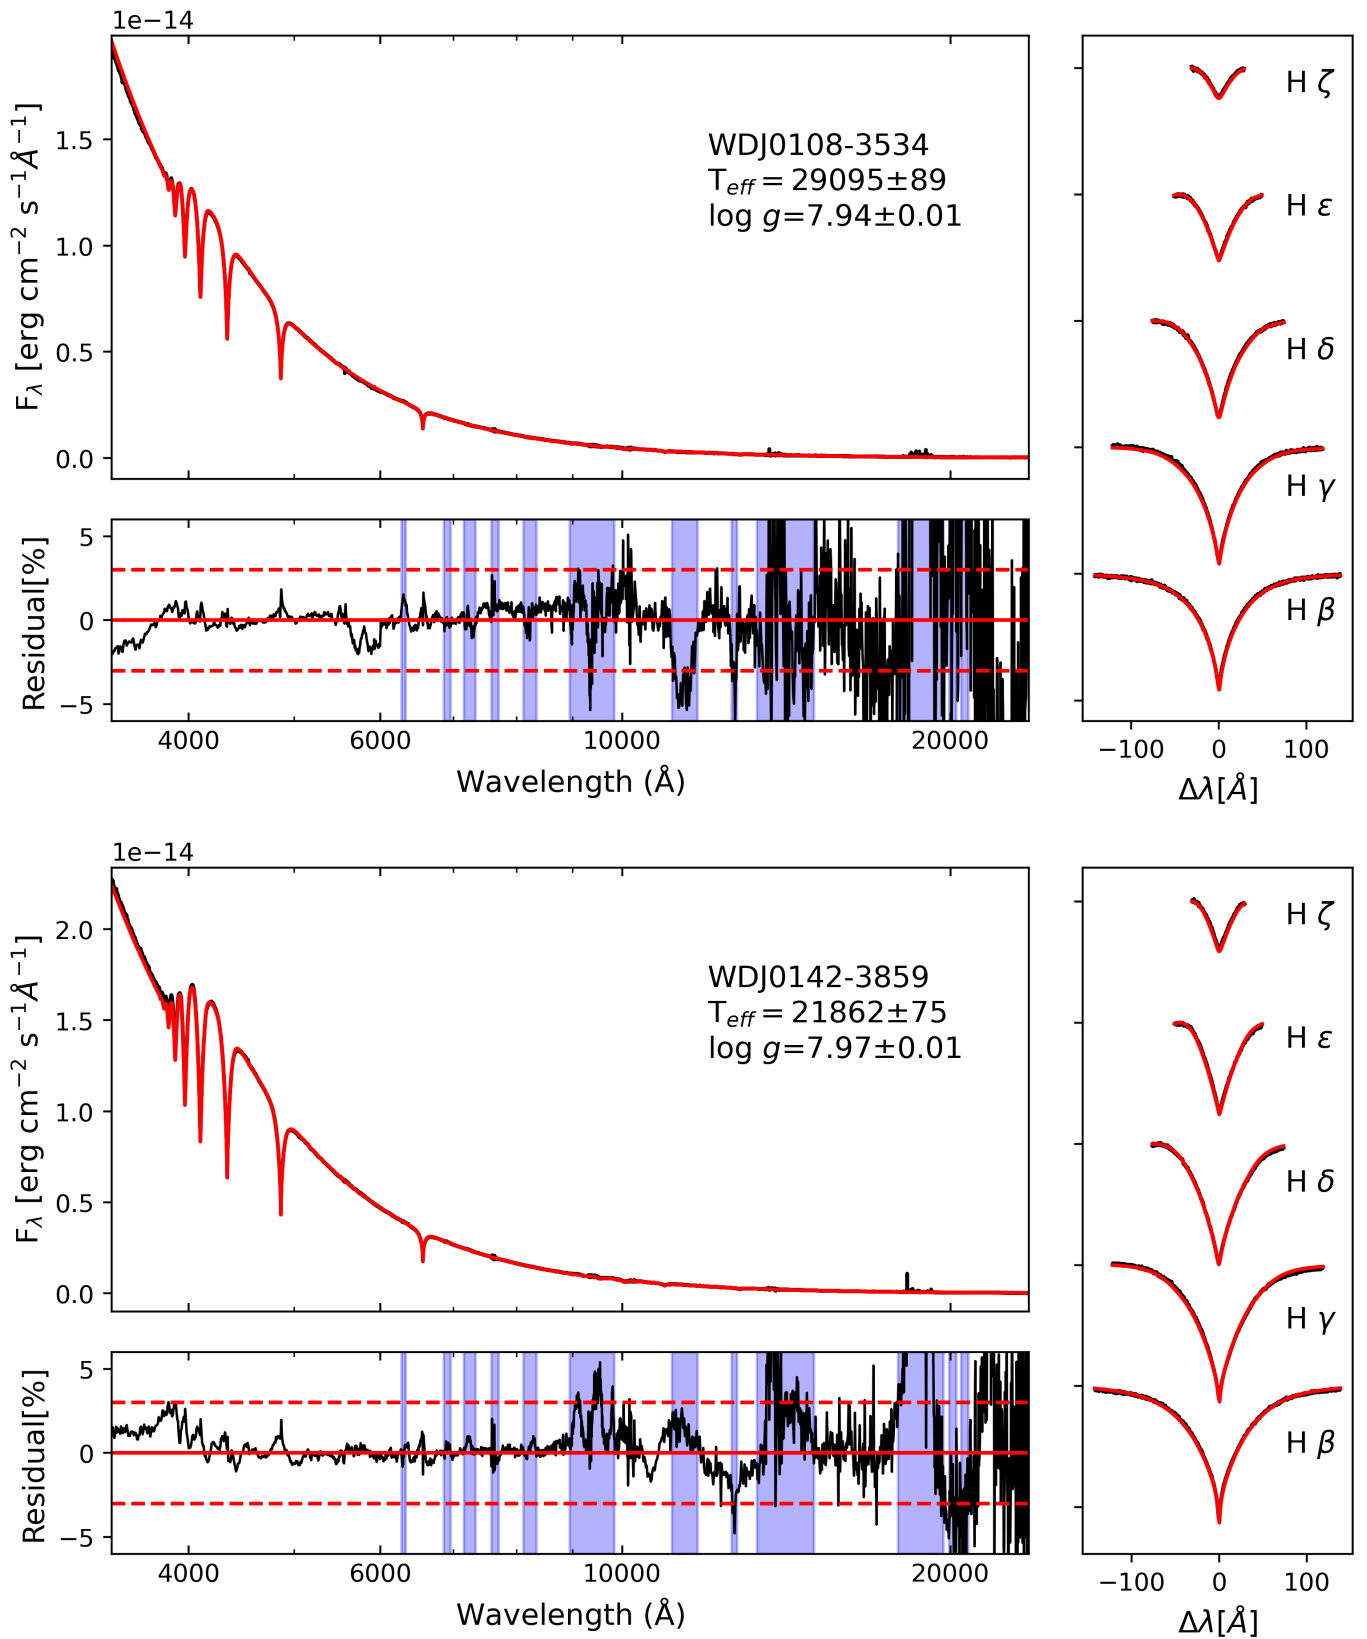 1e−14
F_λ [erg cm⁻² s⁻¹Å⁻¹]
1.5
1.0
0.5
0.0
WDJ0108-3534
T_eff = 29095±89
log g=7.94±0.01
Residual[%]
5
0
−5
4000 6000 10000 20000
Wavelength (Å)
H ζ
H ε
H δ
H γ
H β
−100 0 100
Δλ[Å]
1e−14
F_λ [erg cm⁻² s⁻¹Å⁻¹]
2.0
1.5
1.0
0.5
0.0
WDJ0142-3859
T_eff = 21862±75
log g=7.97±0.01
Residual[%]
5
0
−5
4000 6000 10000 20000
Wavelength (Å)
H ζ
H ε
H δ
H γ
H β
−100 0 100
Δλ[Å]